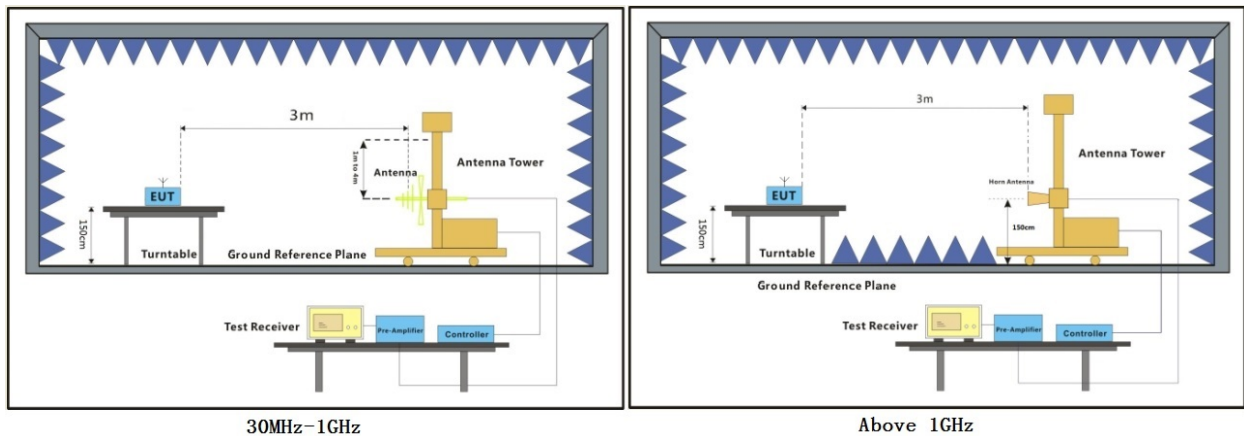 3m
1m to 4m
Antenna
Antenna Tower
EUT
150cm
Turntable
Ground Reference Plane
Test Receiver
Pre-Amplifier
Controller
30MHz-1GHz
3m
Antenna Tower
Horn Antenna
EUT
150cm
150cm
Turntable
Ground Reference Plane
Test Receiver
Pre-Amplifier
Controller
Above 1GHz